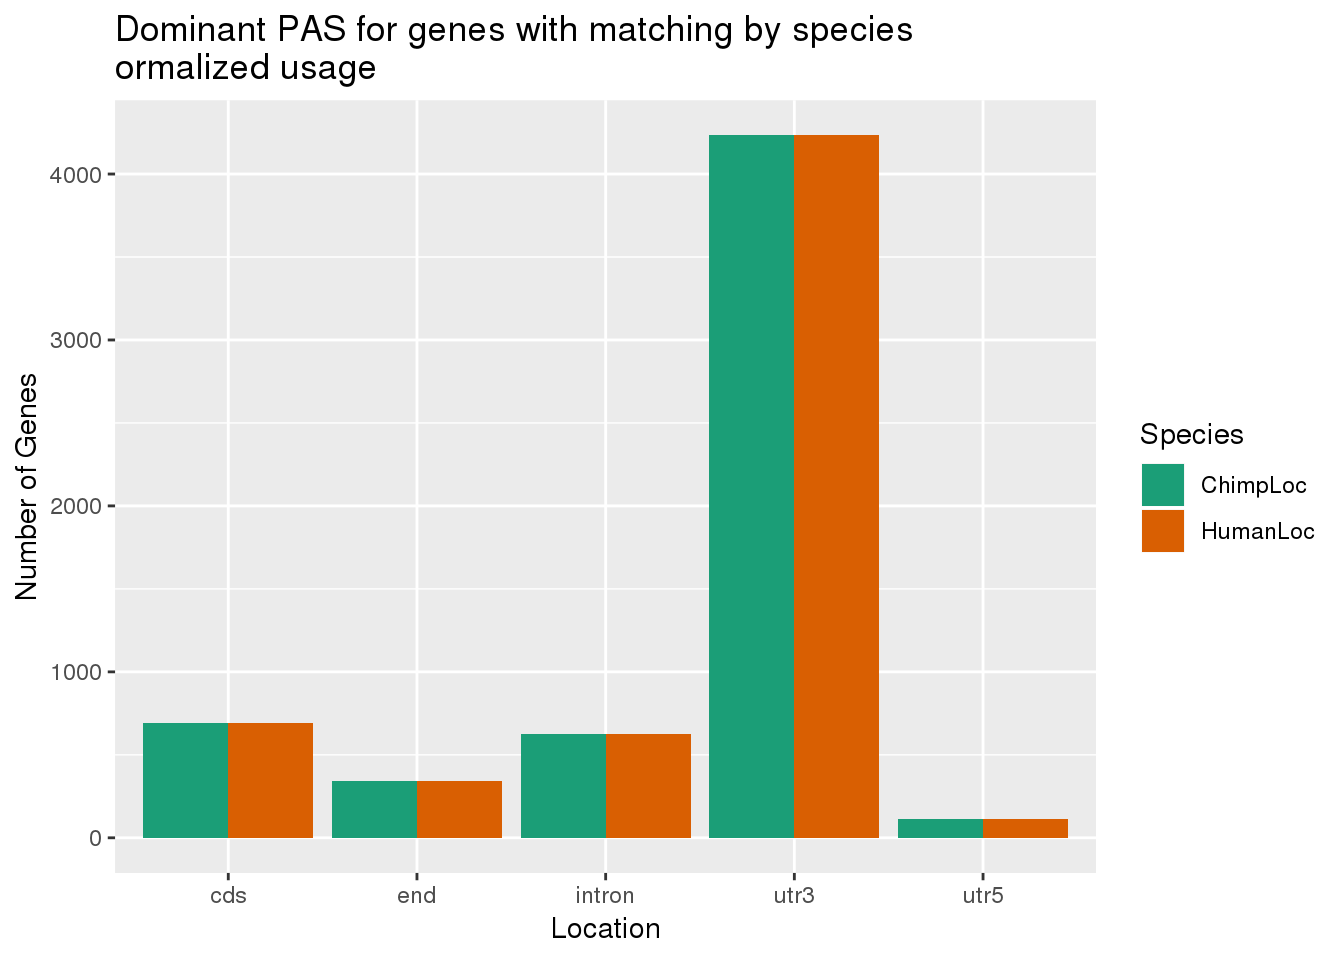 Dominant PAS for genes with matching by species
ormalized usage
4000
3000
2000
1000
0
Number of Genes
cds
end
intron
utr3
utr5
Location
Species
ChimpLoc
HumanLoc